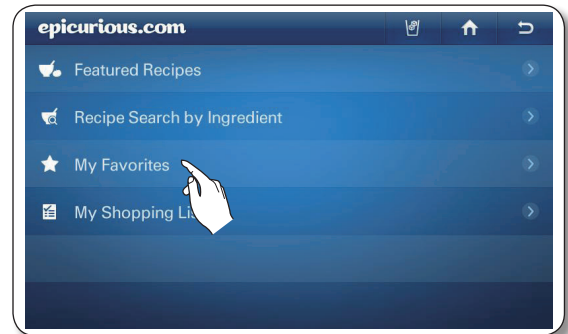 epicurious.com
Featured Recipes
Recipe Search by Ingredient
My Favorites
My Shopping Lis